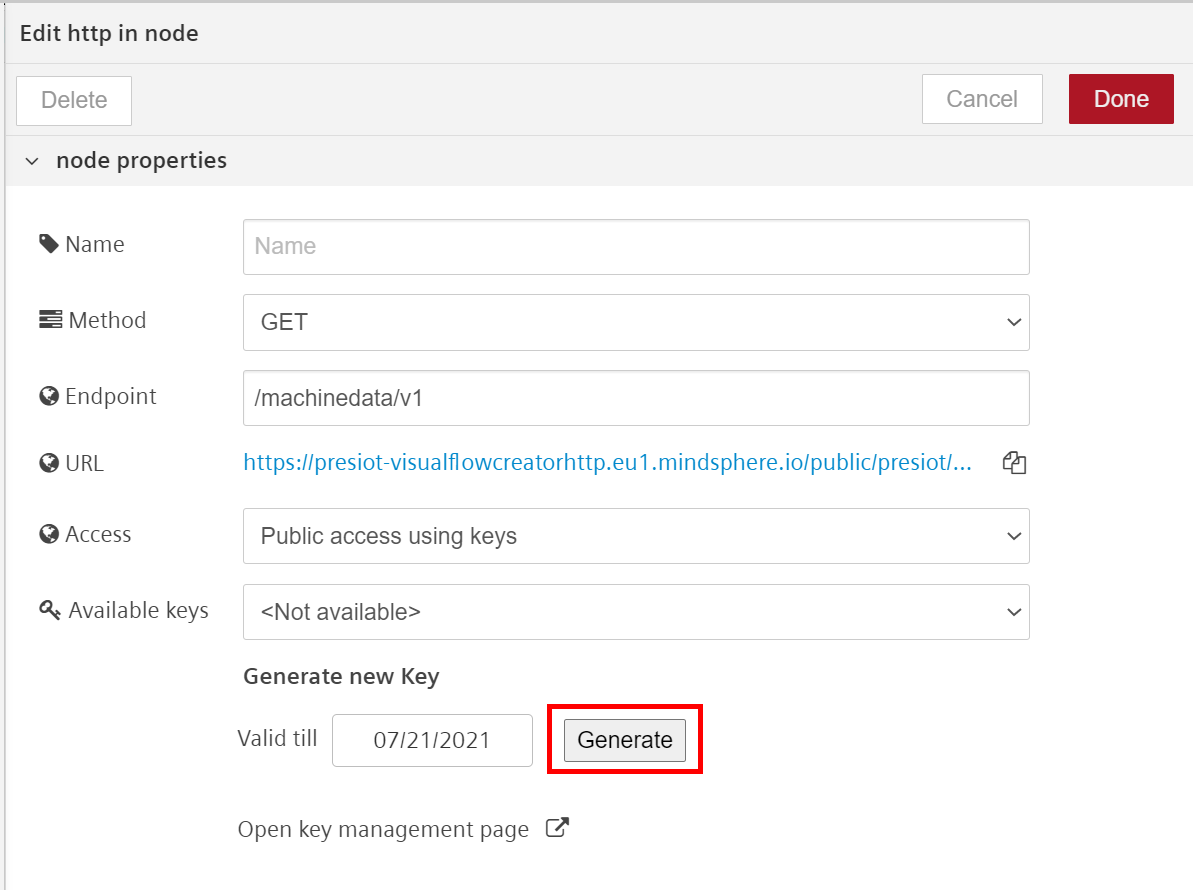 Edit http in node
Delete
Cancel
Done
node properties
Name
Name
Method
GET
Endpoint
/machinedata/v1
URL
https://presiot-visualflowcreatorhttp.eu1.mindsphere.io/public/presiot/...
Access
Public access using keys
Available keys
<Not available>
Generate new Key
Valid till
07/21/2021
Generate
Open key management page